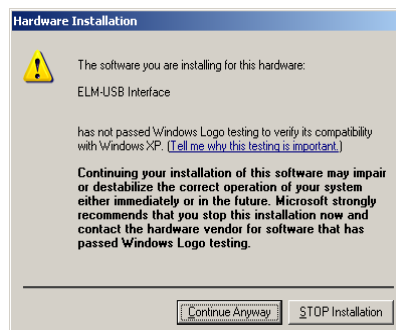 Hardware Installation
The software you are installing for this hardware:
ELM-USB Interface
has not passed Windows Logo testing to verify its compatibility
with Windows XP. (Tell me why this testing is important.)
Continuing your installation of this software may impair
or destabilize the correct operation of your system
either immediately or in the future. Microsoft strongly
recommends that you stop this installation now and
contact the hardware vendor for software that has
passed Windows Logo testing.
Continue Anyway
STOP Installation